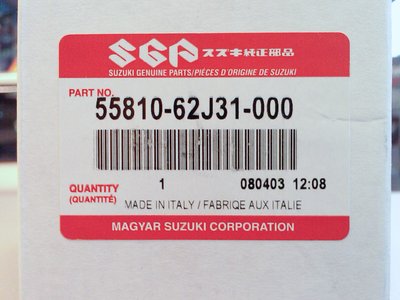 SGP スズキ純正部品
SUZUKI GENUINE PARTS/PIÈCES D'ORIGINE DE SUZUKI
PART NO.
55810-62J31-000
1 080403 12:08
QUANTITY
(QUANTITÉ)
MADE IN ITALY / FABRIQE AUX ITALIE
MAGYAR SUZUKI CORPORATION